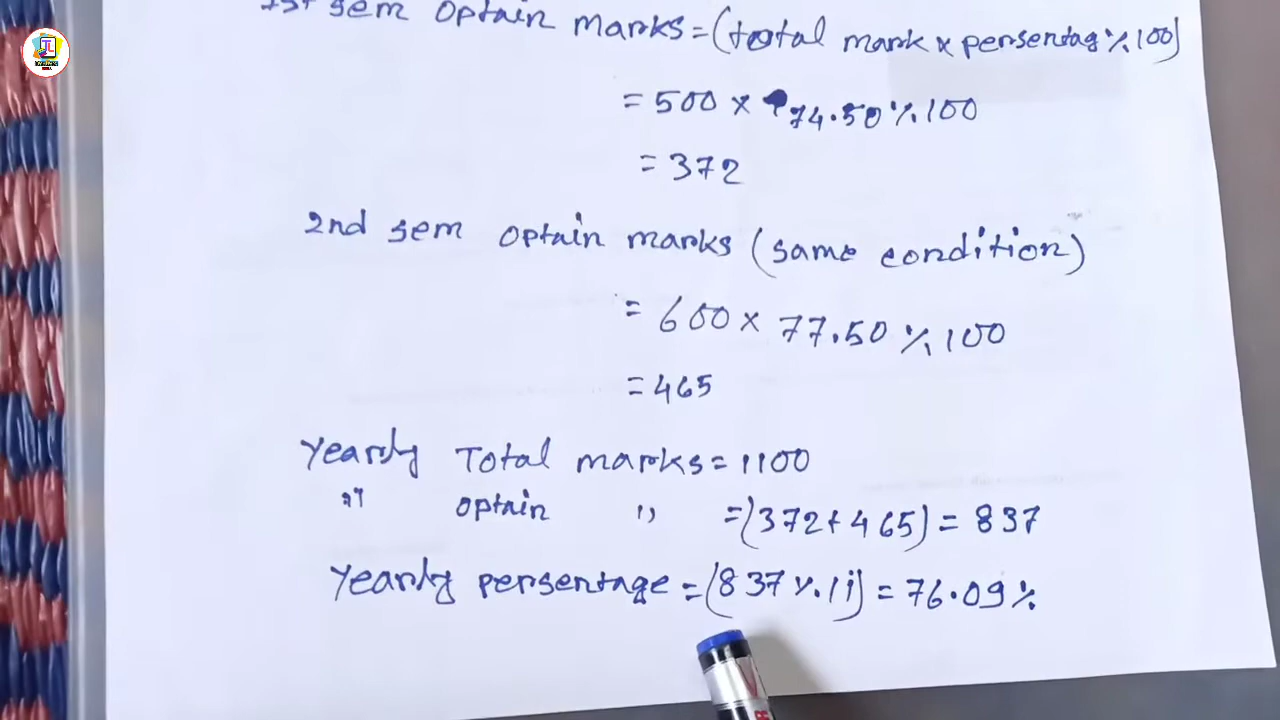 1st sem optain marks=(total mark x persentag % 100)
= 500 x 74.50 % 100
= 372
2nd sem optain marks (same condition)
= 600 x 77.50 % 100
= 465
Yearly Total marks = 1100
" optain " =(372+465) = 837
Yearly persentage = (837 % 11) = 76.09%